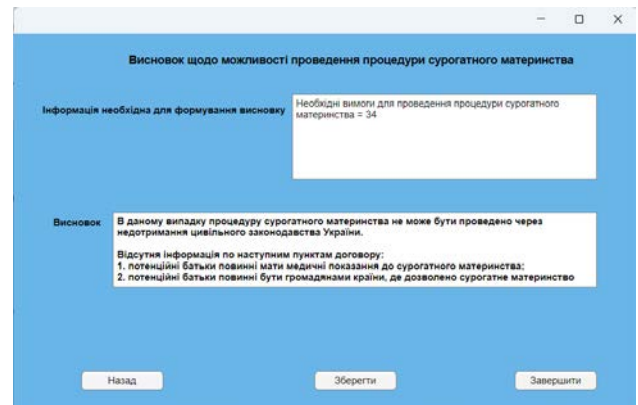 Висновок щодо можливості проведення процедури сурогатного материнства
Інформація необхідна для формування висновку
Необхідні вимоги для проведення процедури сурогатного
материнства = 34
Висновок
В даному випадку процедуру сурогатного материнства не може бути проведено через
недотримання цивільного законодавства України.
Відсутня інформація по наступним пунктам договору:
1. потенційні батьки повинні мати медичні показання до сурогатного материнства;
2. потенційні батьки повинні бути громадянами країни, де дозволено сурогатне материнство
Назад
Зберегти
Завершити